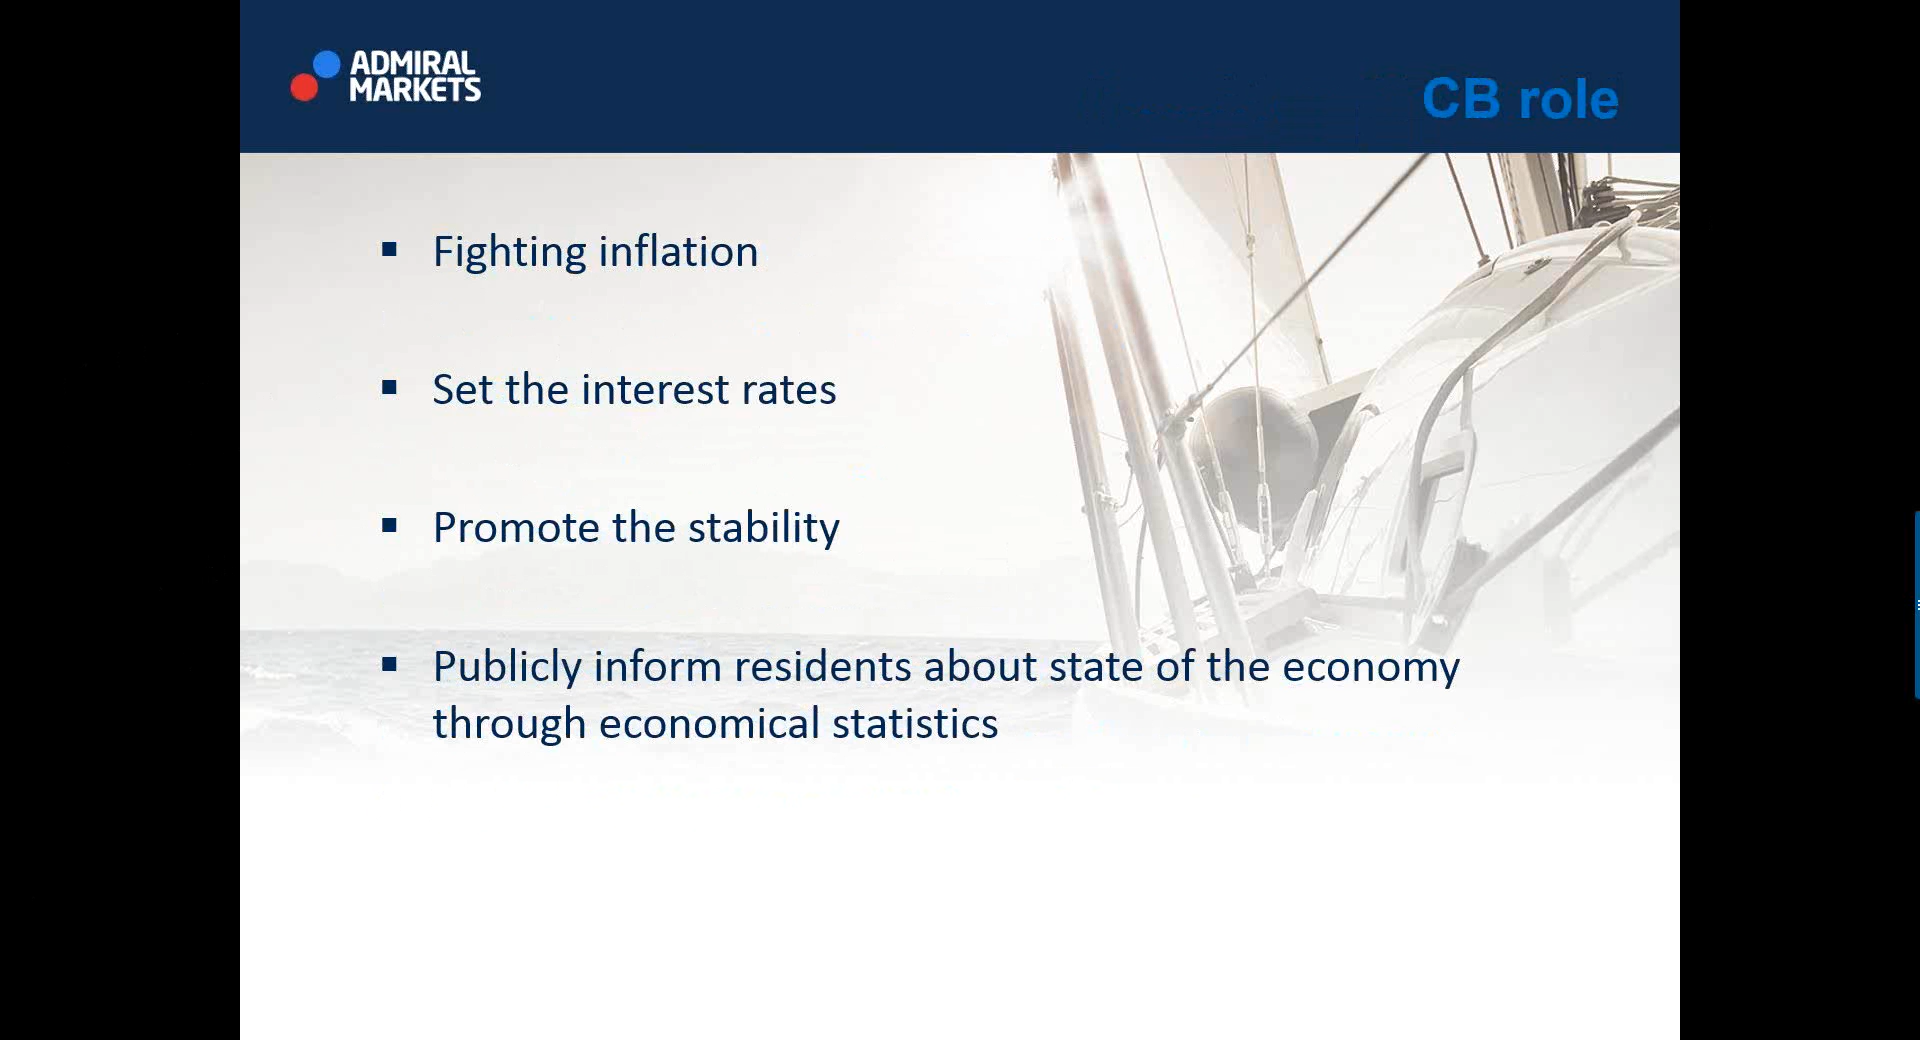 ADMIRAL
MARKETS
CB role
▪ Fighting inflation
▪ Set the interest rates
▪ Promote the stability
▪ Publicly inform residents about state of the economy
through economical statistics